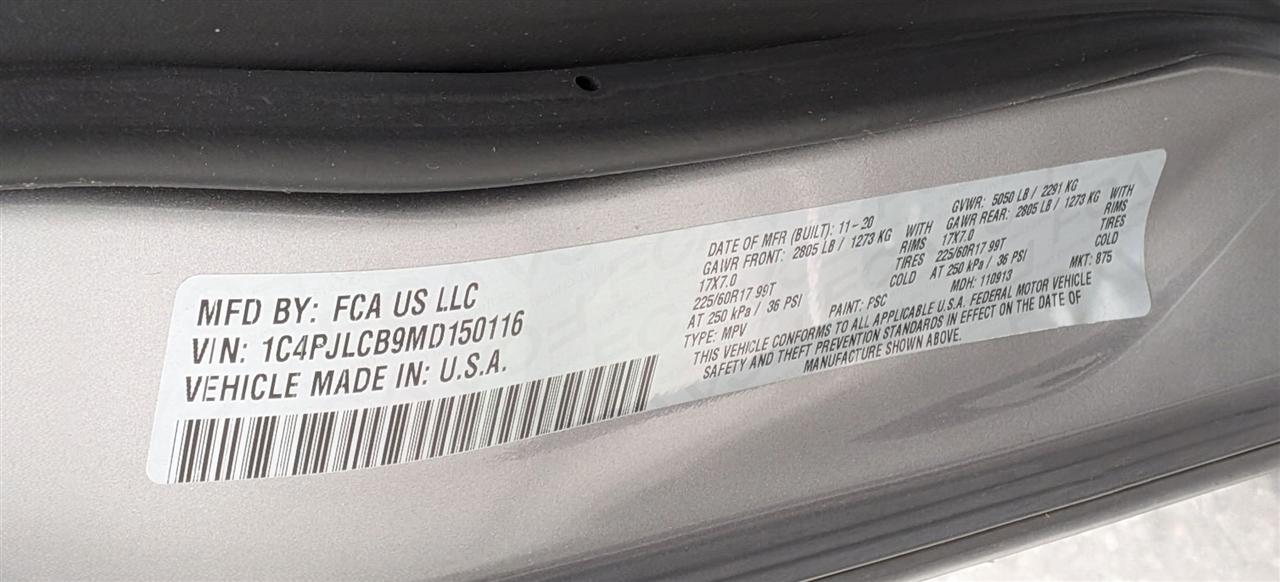 MFD BY: FCA US LLC
VIN: 1C4PJLCB9MD150116
VEHICLE MADE IN: U.S.A.
DATE OF MFR (BUILT): 11-20 GVWR: 5050 LB / 2291 KG
GAWR FRONT: 2805 LB / 1273 KG WITH GAWR REAR: 2805 LB / 1273 KG WITH
17X7.0 RIMS 17X7.0 RIMS
225/60R17 99T TIRES 225/60R17 99T TIRES
AT 250 kPa / 36 PSI COLD AT 250 kPa / 36 PSI COLD
TYPE: MPV PAINT: PSC MDH: 110913 MKT: 875
THIS VEHICLE CONFORMS TO ALL APPLICABLE U.S.A. FEDERAL MOTOR VEHICLE
SAFETY AND THEFT PREVENTION STANDARDS IN EFFECT ON THE DATE OF
MANUFACTURE SHOWN ABOVE.